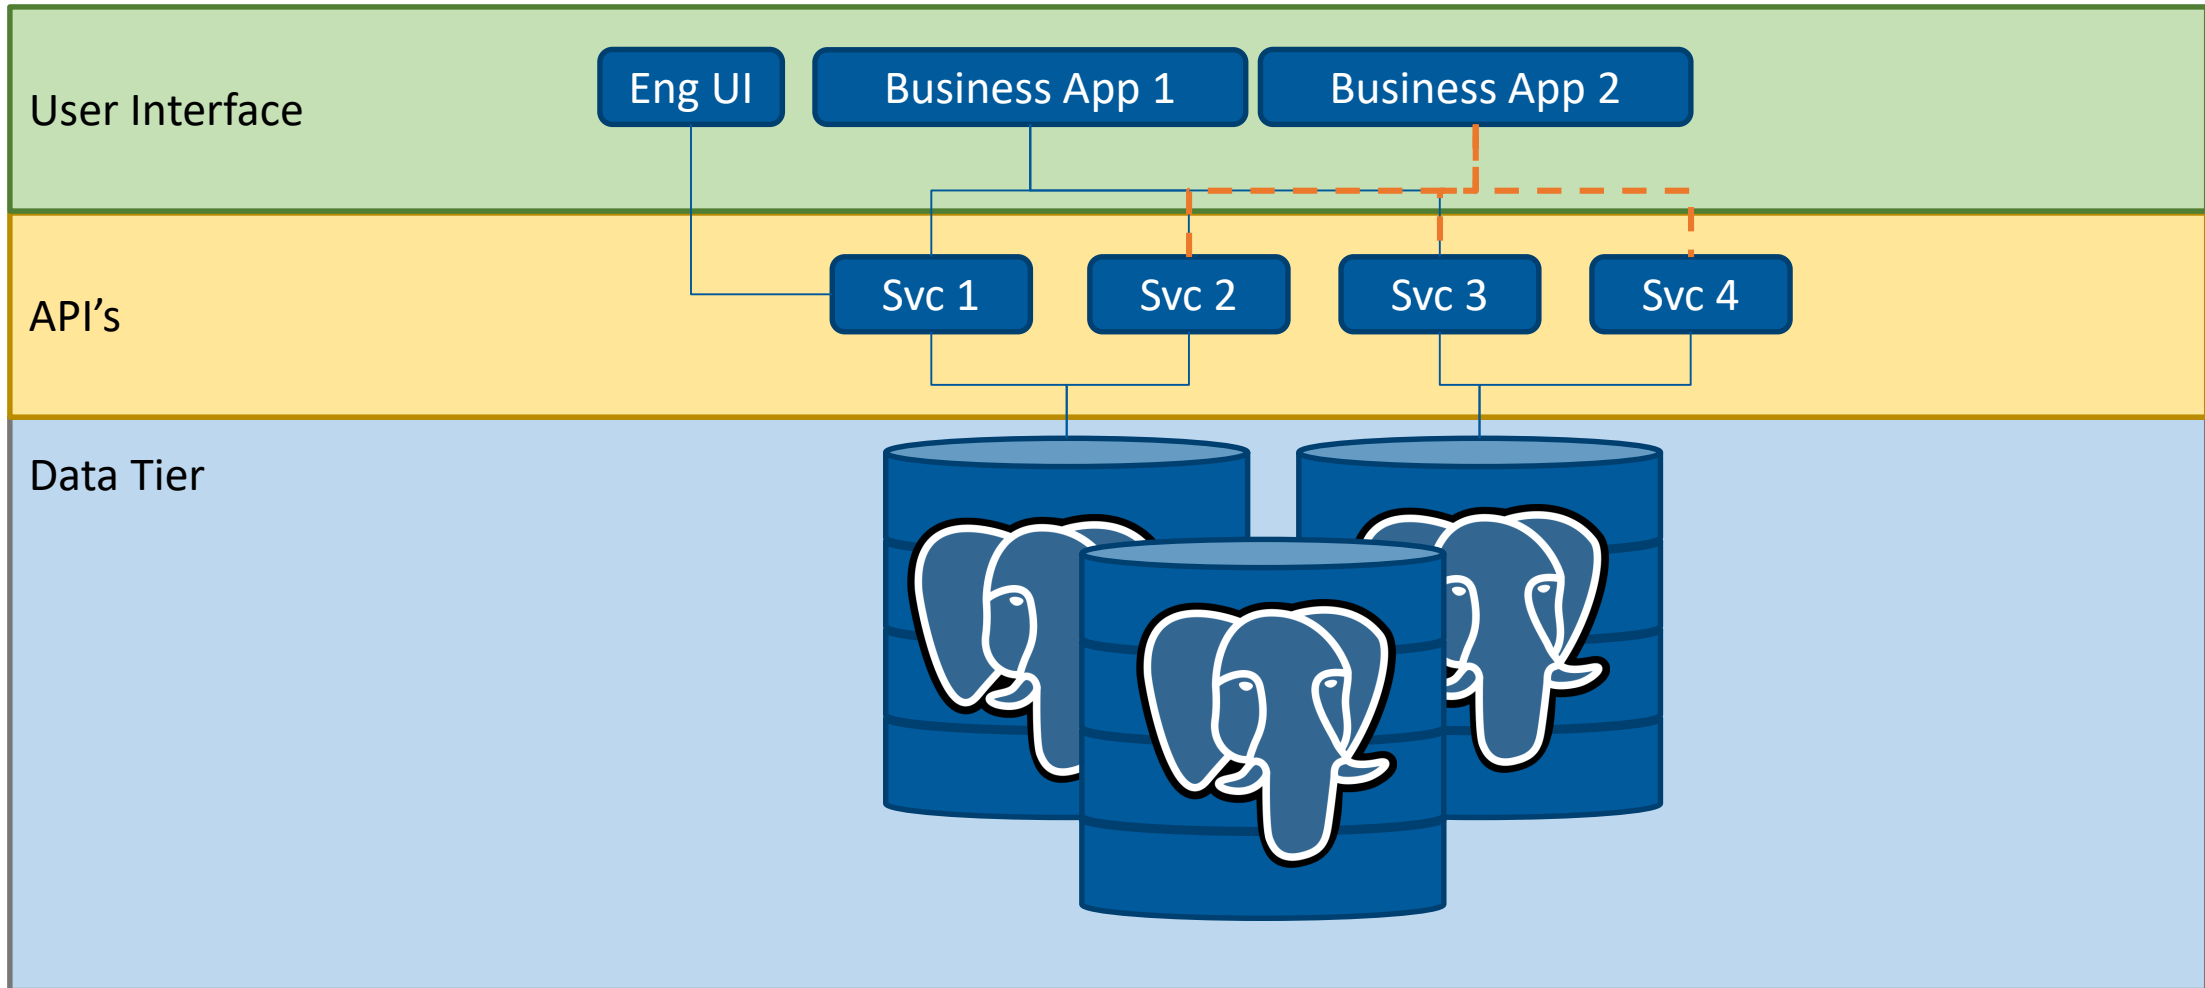 User Interface
Eng UI
Business App 1
Business App 2
API’s
Svc 1
Svc 2
Svc 3
Svc 4
Data Tier